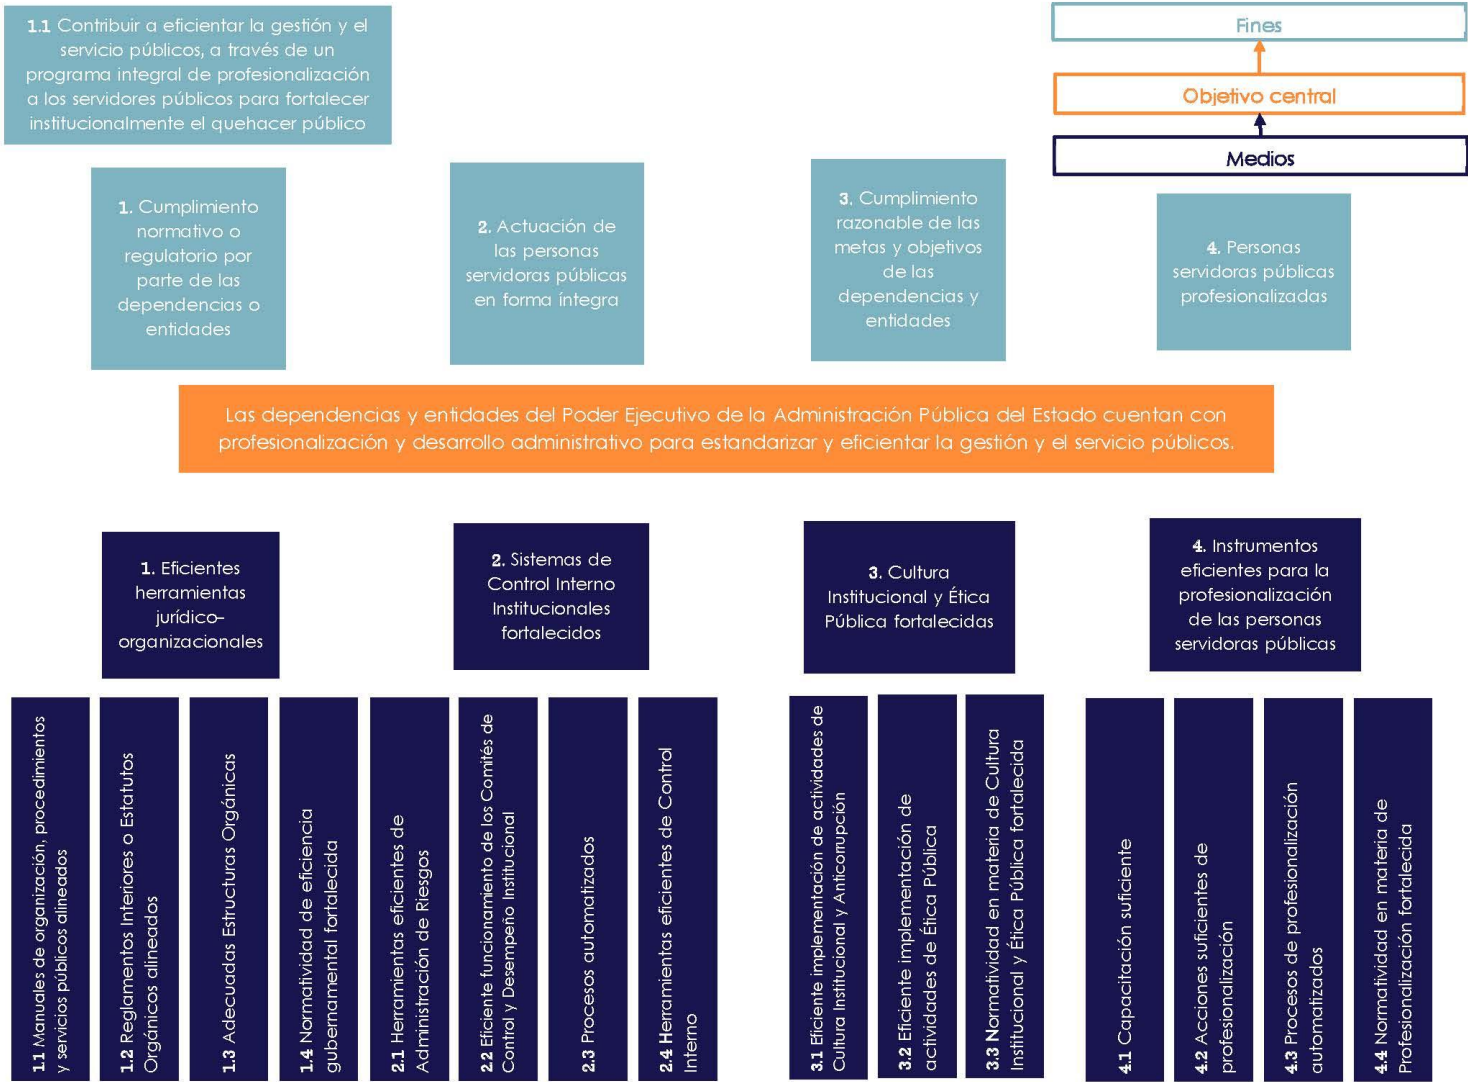 1.1 Contribuir a eficientar la gestión y el
servicio públicos, a través de un
programa integral de profesionalización
a los servidores públicos para fortalecer
institucionalmente el quehacer público
Fines
Objetivo central
Medios
1. Cumplimiento
normativo o
regulatorio por
parte de las
dependencias o
entidades
2. Actuación de
las personas
servidoras públicas
en forma íntegra
3. Cumplimiento
razonable de las
metas y objetivos
de las
dependencias y
entidades
4. Personas
servidoras públicas
profesionalizadas
Las dependencias y entidades del Poder Ejecutivo de la Administración Pública del Estado cuentan con
profesionalización y desarrollo administrativo para estandarizar y eficientar la gestión y el servicio públicos.
1. Eficientes
herramientas
jurídico-
organizacionales
2. Sistemas de
Control Interno
Institucionales
fortalecidos
3. Cultura
Institucional y Ética
Pública fortalecidas
4. Instrumentos
eficientes para la
profesionalización
de las personas
servidoras públicas
1.1 Manuales de organización, procedimientos
y servicios públicos alineados
1.2 Reglamentos Interiores o Estatutos
Orgánicos alineados
1.3 Adecuadas Estructuras Orgánicas
1.4 Normatividad de eficiencia
gubernamental fortalecida
2.1 Herramientas eficientes de
Administración de Riesgos
2.2 Eficiente funcionamiento de los Comités de
Control y Desempeño Institucional
2.3 Procesos automatizados
2.4 Herramientas eficientes de Control
Interno
3.1 Eficiente implementación de actividades de
Cultura Institucional y Anticorrupción
3.2 Eficiente implementación de
actividades de Ética Pública
3.3 Normatividad en materia de Cultura
Institucional y Ética Pública fortalecida
4.1 Capacitación suficiente
4.2 Acciones suficientes de
profesionalización
4.3 Procesos de profesionalización
automatizados
4.4 Normatividad en materia de
Profesionalización fortalecida